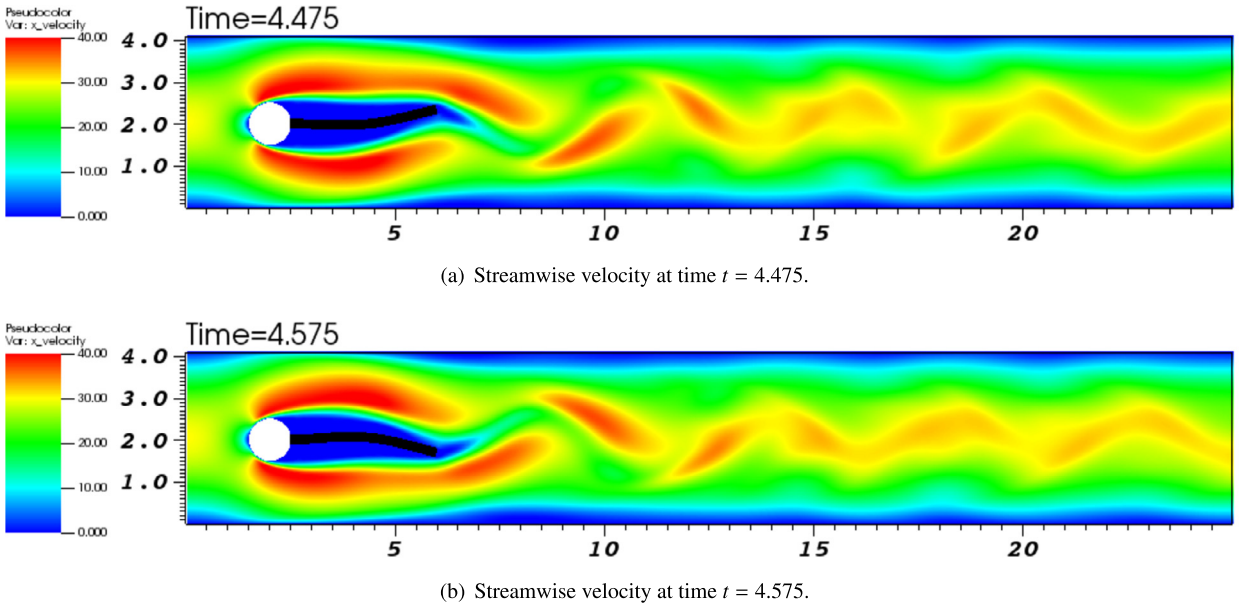 Pseudocolor
Var: x_velocity
Time=4.475
40.00
30.00
20.00
10.00
0.000
4.0
3.0
2.0
1.0
5 10 15 20
(a) Streamwise velocity at time t = 4.475.
Pseudocolor
Var: x_velocity
Time=4.575
40.00
30.00
20.00
10.00
0.000
4.0
3.0
2.0
1.0
5 10 15 20
(b) Streamwise velocity at time t = 4.575.